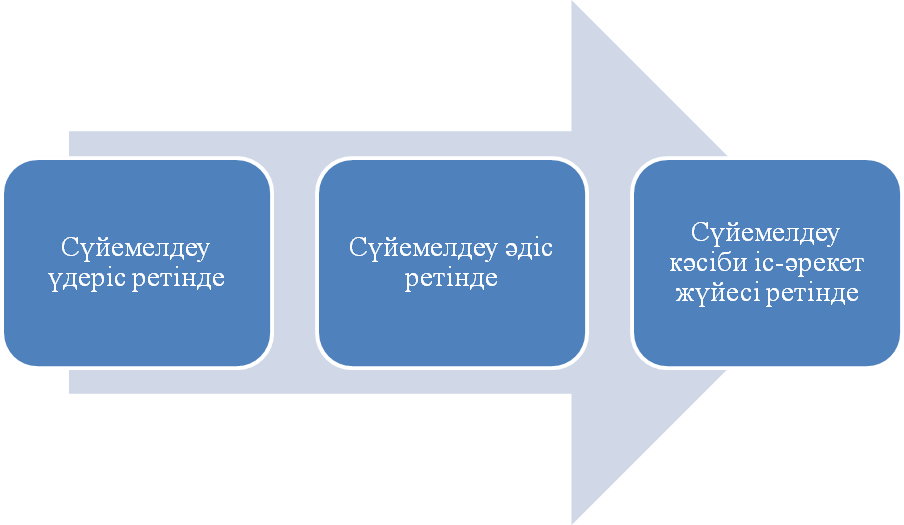 Сүйемелдеу
үдеріс ретінде
Сүйемелдеу әдіс
ретінде
Сүйемелдеу
кәсіби іс-әрекет
жүйесі ретінде